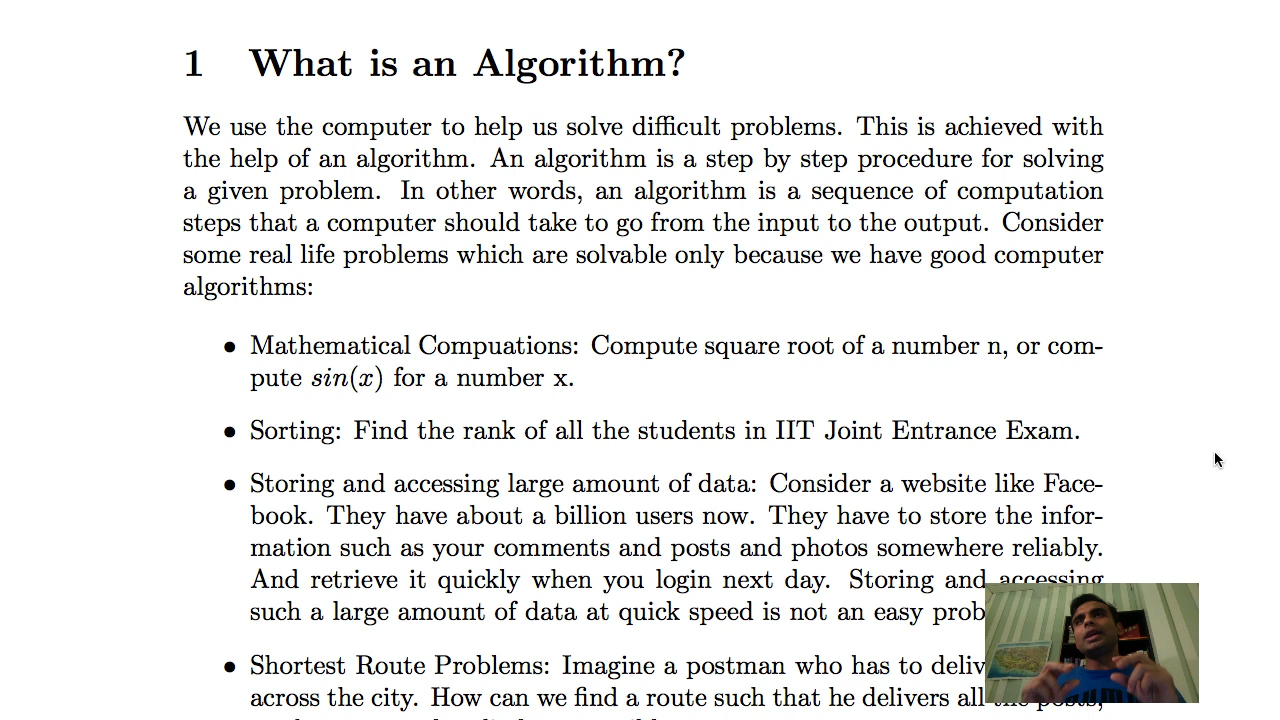 1 What is an Algorithm?
We use the computer to help us solve difficult problems. This is achieved with
the help of an algorithm. An algorithm is a step by step procedure for solving
a given problem. In other words, an algorithm is a sequence of computation
steps that a computer should take to go from the input to the output. Consider
some real life problems which are solvable only because we have good computer
algorithms:
• Mathematical Compuations: Compute square root of a number n, or com-
pute sin(x) for a number x.
• Sorting: Find the rank of all the students in IIT Joint Entrance Exam.
• Storing and accessing large amount of data: Consider a website like Face-
book. They have about a billion users now. They have to store the infor-
mation such as your comments and posts and photos somewhere reliably.
And retrieve it quickly when you login next day. Storing and accessing
such a large amount of data at quick speed is not an easy prob
• Shortest Route Problems: Imagine a postman who has to deliv
across the city. How can we find a route such that he delivers all the posts,